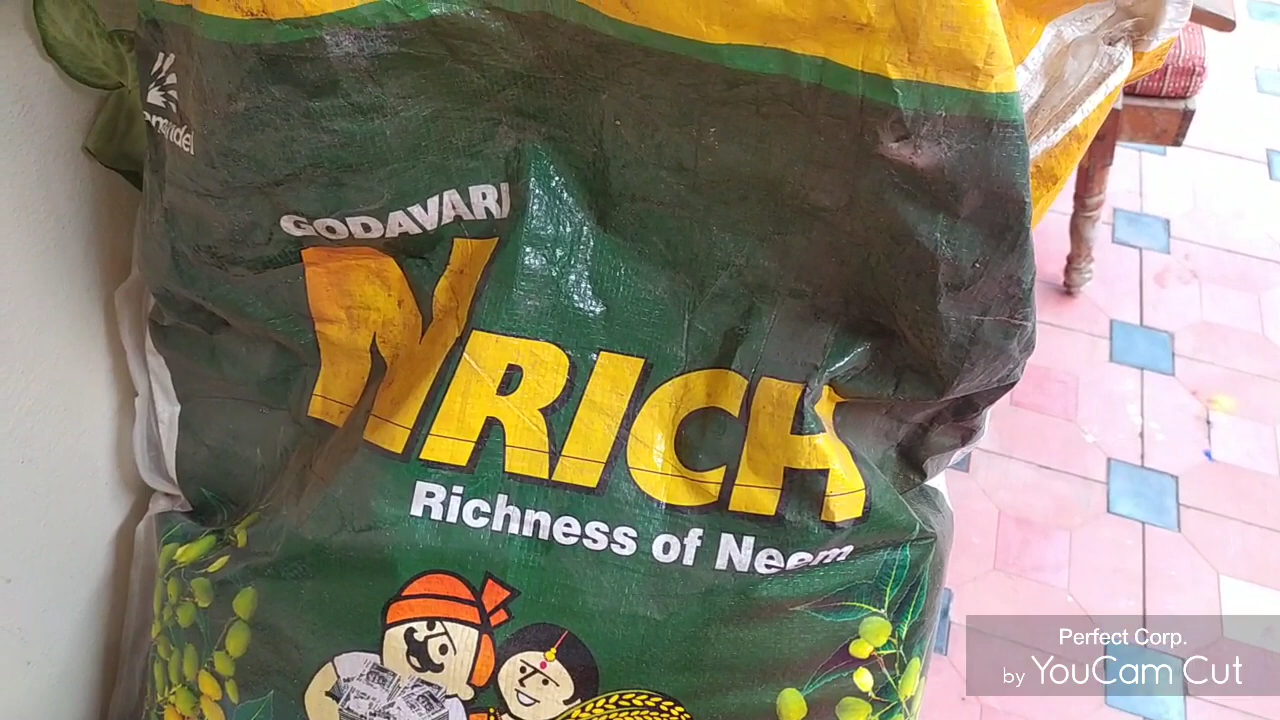 GODAVARI
NRICH
Richness of Neem
Perfect Corp.
by YouCam Cut